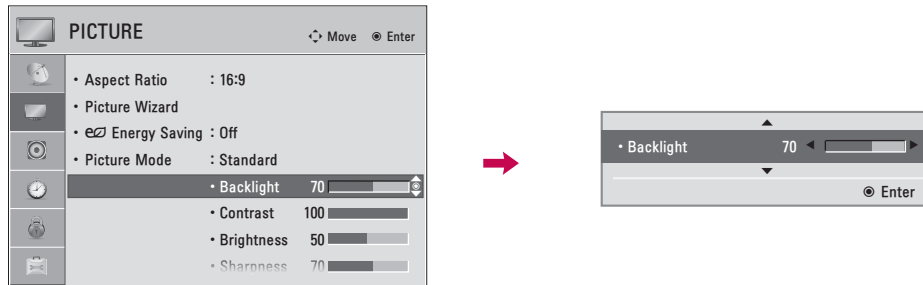 PICTURE
Move
Enter
• Aspect Ratio : 16:9
• Picture Wizard
• Energy Saving : Off
• Picture Mode : Standard
• Backlight 70
• Contrast 100
• Brightness 50
• Sharpness 70
• Backlight 70
Enter